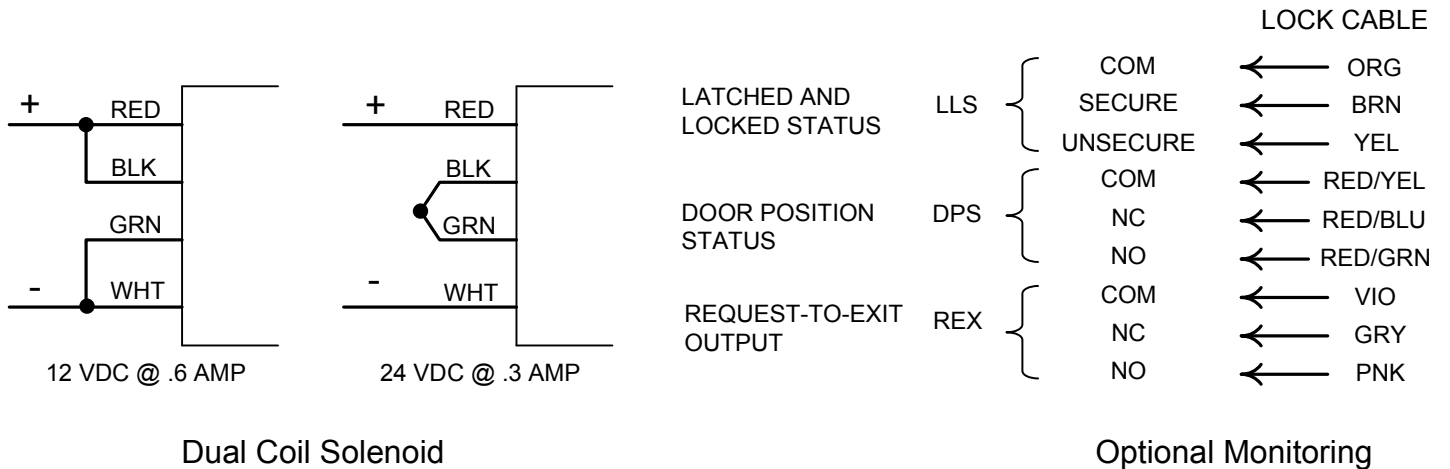 + RED
BLK
GRN
- WHT
12 VDC @ .6 AMP
+ RED
BLK
GRN
- WHT
24 VDC @ .3 AMP
Dual Coil Solenoid
LOCK CABLE
LATCHED AND
LOCKED STATUS
LLS
COM ORG
SECURE BRN
UNSECURE YEL
DOOR POSITION
STATUS
DPS
COM RED/YEL
NC RED/BLU
NO RED/GRN
REQUEST-TO-EXIT
OUTPUT
REX
COM VIO
NC GRY
NO PNK
Optional Monitoring